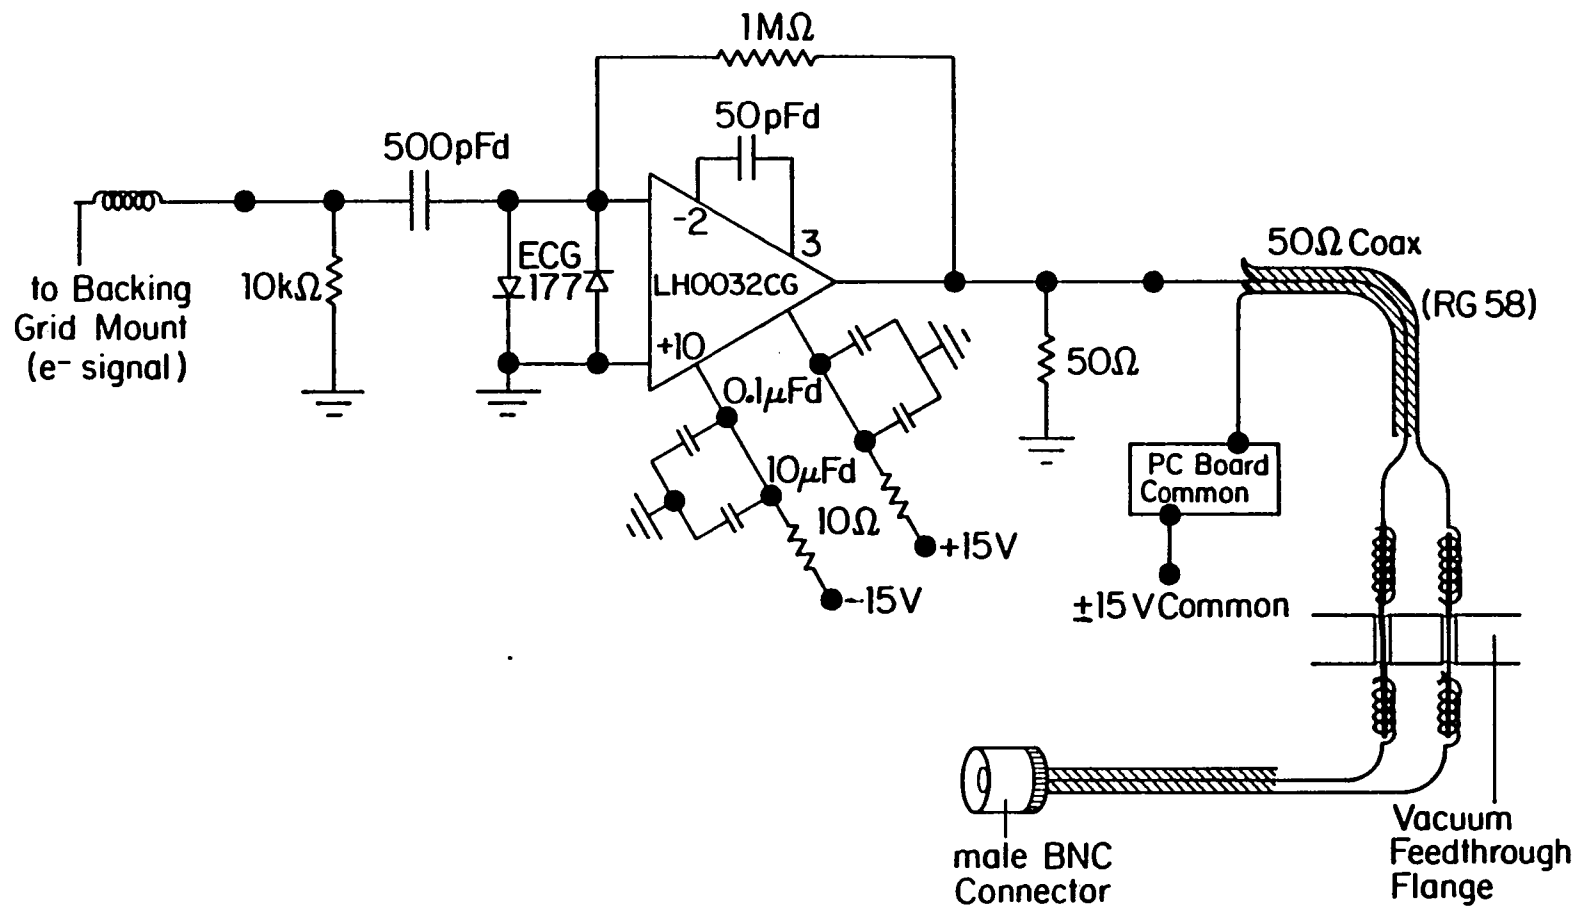 1MΩ
50pFd
500pFd
-2
3
50Ω Coax
ECG
177
LH0032CG
10kΩ
to Backing
Grid Mount
(e⁻ signal)
(RG 58)
+10
50Ω
0.1μFd
10μFd
10Ω
+15V
-15V
PC Board
Common
±15V Common
male BNC
Connector
Vacuum
Feedthrough
Flange